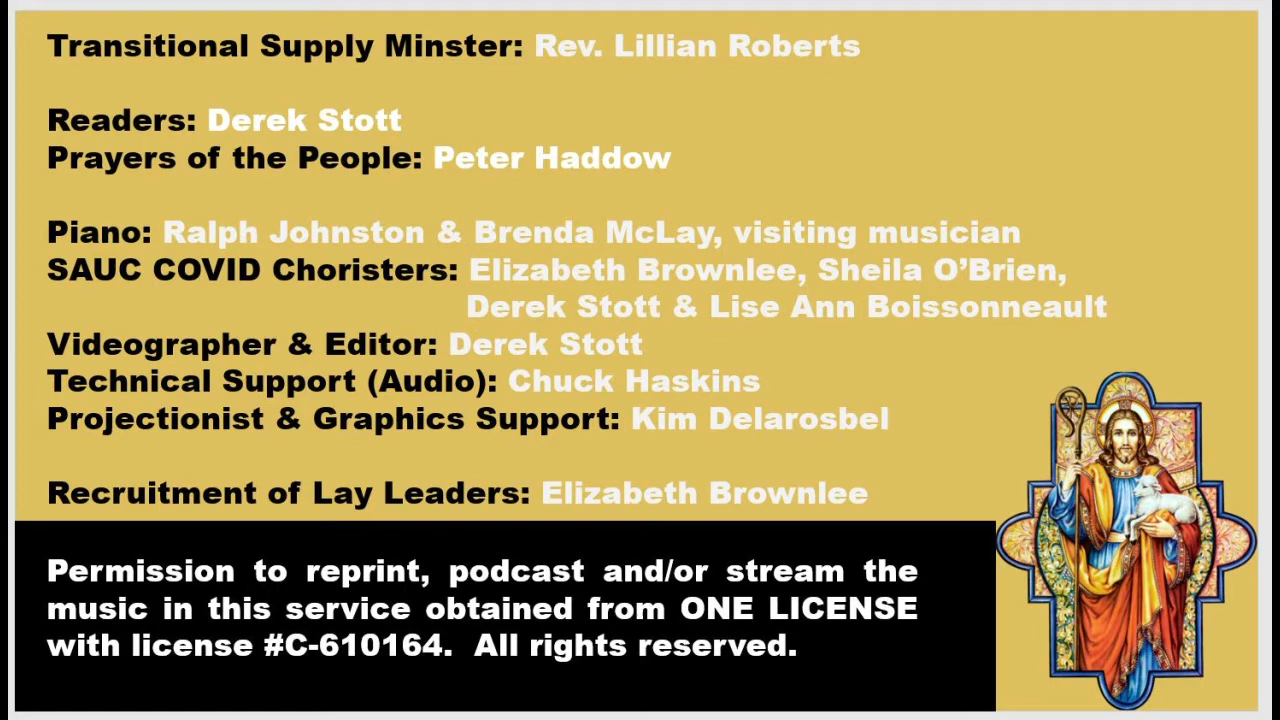 Transitional Supply Minster: Rev. Lillian Roberts
Readers: Derek Stott
Prayers of the People: Peter Haddow
Piano: Ralph Johnston & Brenda McLay, visiting musician
SAUC COVID Choristers: Elizabeth Brownlee, Sheila O’Brien,
Derek Stott & Lise Ann Boissonneault
Videographer & Editor: Derek Stott
Technical Support (Audio): Chuck Haskins
Projectionist & Graphics Support: Kim Delarosbel
Recruitment of Lay Leaders: Elizabeth Brownlee
Permission to reprint, podcast and/or stream the
music in this service obtained from ONE LICENSE
with license #C-610164.  All rights reserved.